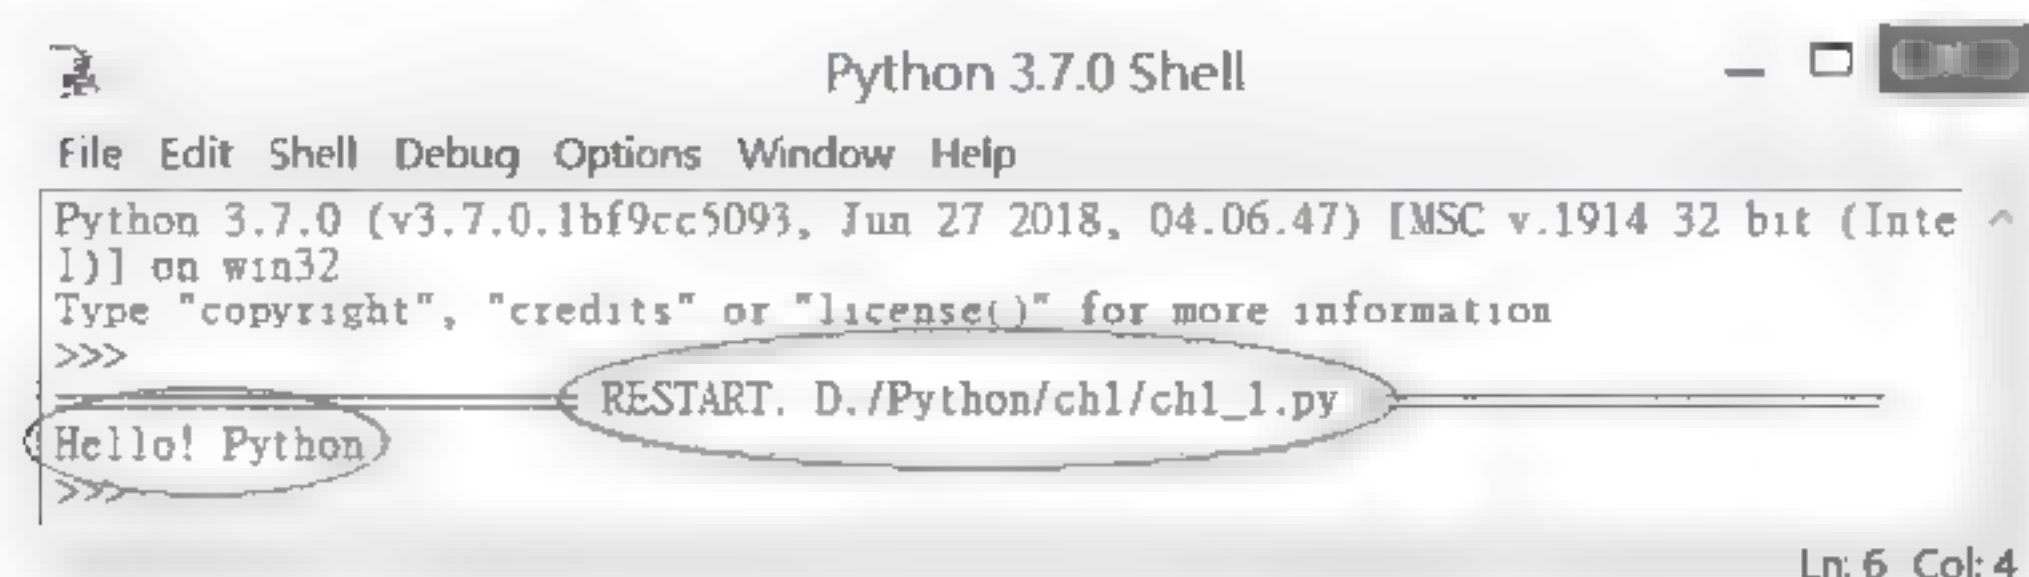 Python 3.7.0 Shell
File Edit Shell Debug Options Window Help
Python 3.7.0 (v3.7.0.1bf9cc5093, Jun 27 2018, 04.06.47) [MSC v.1914 32 bit (Inte
l)] on win32
Type "copyright", "credits" or "license()" for more information
>>>
RESTART. D./Python/ch1/ch1_1.py
Hello! Python
>>>
Ln: 6 Col: 4